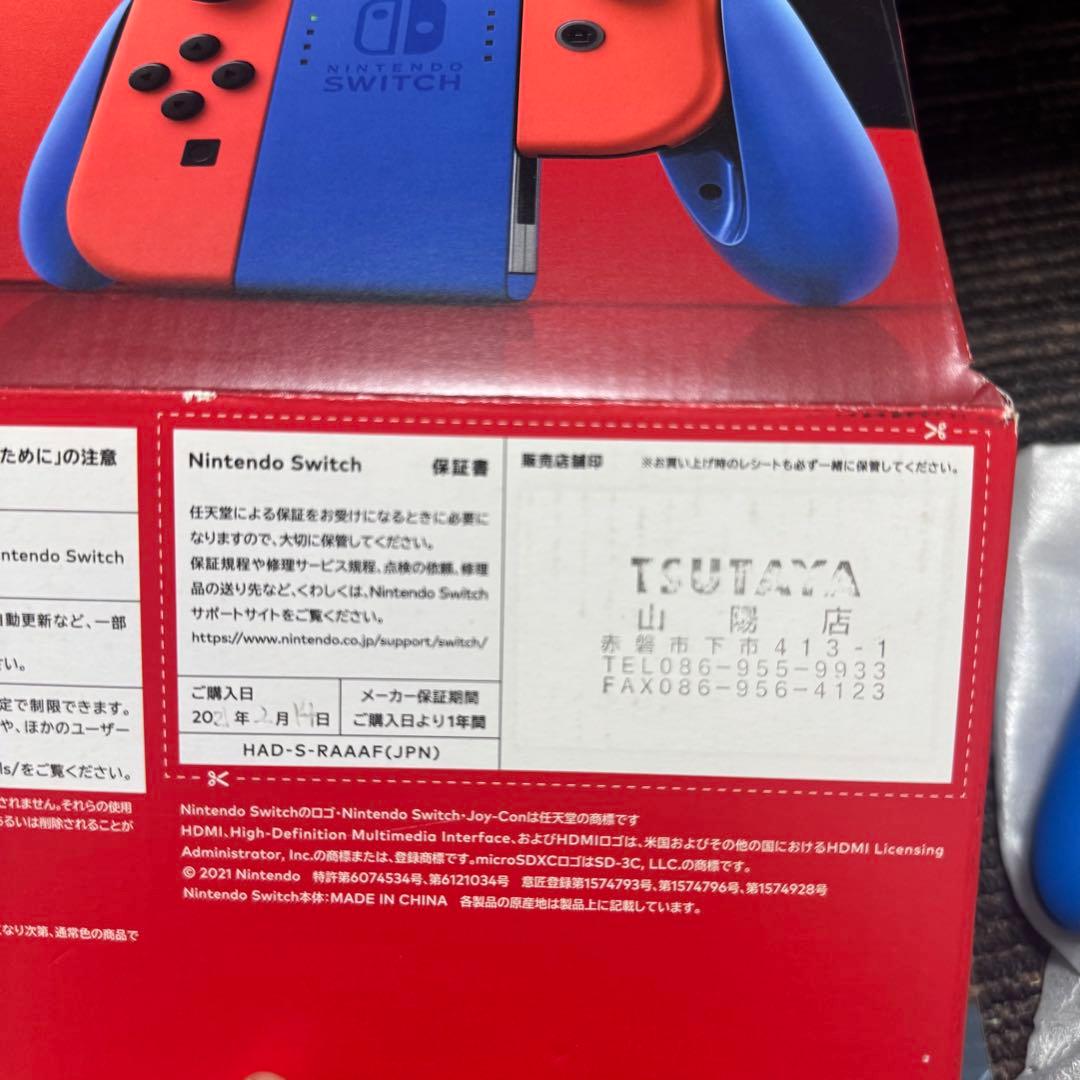 NINTENDO
SWITCH
ために」の注意
ntendo Switch
自動更新など、一部
さい。
定で制限できます。
や、ほかのユーザー
ls/をご覧ください。
されません。それらの使用
あるいは削除されることが
なり次第、通常色の商品で
Nintendo Switch 保証書
任天堂による保証をお受けになるときに必要に
なりますので、大切に保管してください。
保証規程や修理サービス規程、点検の依頼、修理
品の送り先など、くわしくは、Nintendo Switch
サポートサイトをご覧ください。
https://www.nintendo.co.jp/support/switch/
ご購入日
2021年2月14日
メーカー保証期間
ご購入日より1年間
HAD-S-RAAAF(JPN)
販売店舗印 ※お買い上げ時のレシートも必ず一緒に保管してください。
TSUTAYA
山陽店
赤磐市下市413-1
TEL086-955-9933
FAX086-956-4123
Nintendo Switchのロゴ・Nintendo Switch・Joy-Conは任天堂の商標です
HDMI、High-Definition Multimedia Interface、およびHDMIロゴは、米国およびその他の国におけるHDMI Licensing
Administrator, Inc.の商標または、登録商標です。microSDXCロゴはSD-3C, LLC.の商標です。
© 2021 Nintendo 特許第6074534号、第6121034号 意匠登録第1574793号、第1574796号、第1574928号
Nintendo Switch本体：MADE IN CHINA 各製品の原産地は製品上に記載しています。